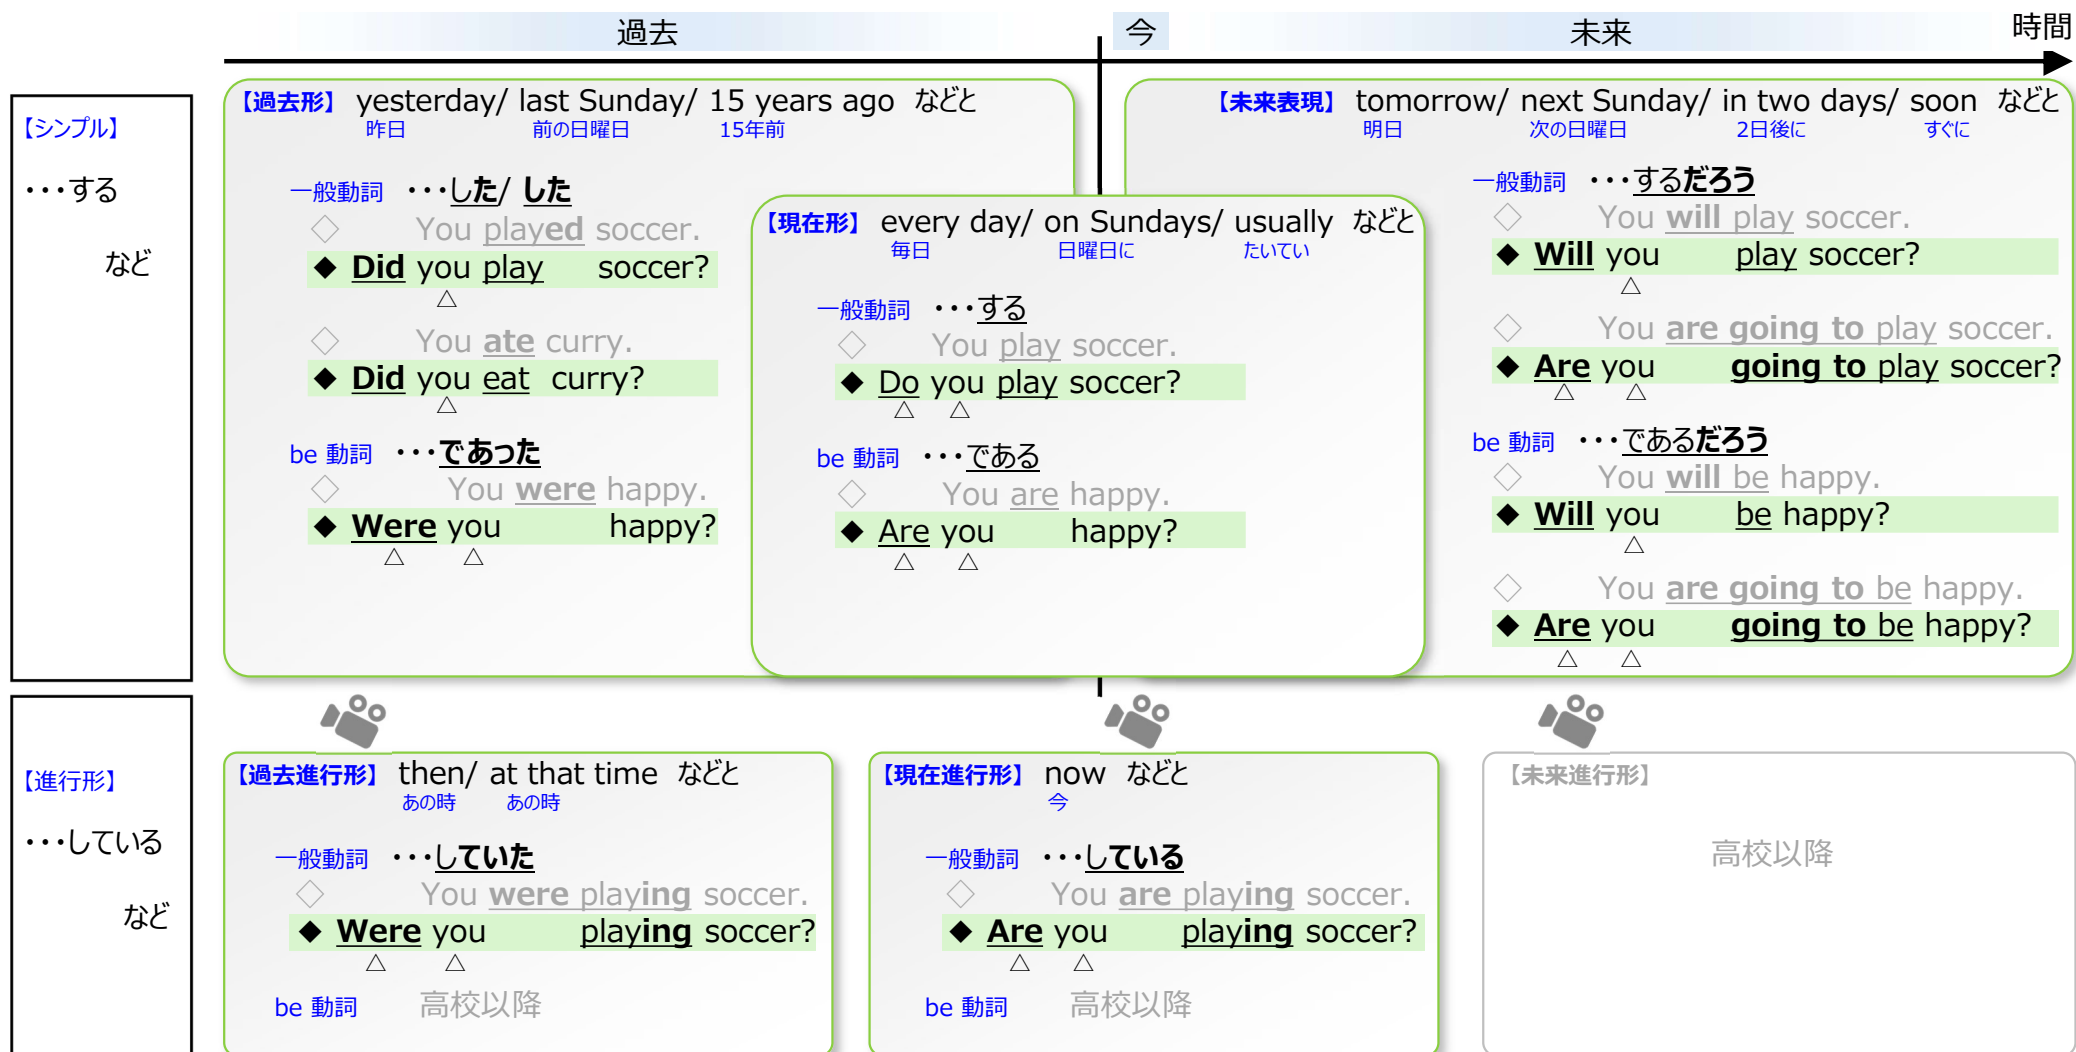 過去 今 未来 時間
【シンプル】
・・・する
など
【過去形】 yesterday/ last Sunday/ 15 years ago などと
昨日 前の日曜日 15年前
一般動詞 ・・・した/ した
◇ You played soccer.
◆ Did you play soccer?
△
◇ You ate curry.
◆ Did you eat curry?
△
be 動詞 ・・・であった
◇ You were happy.
◆ Were you happy?
△ △
【現在形】 every day/ on Sundays/ usually などと
毎日 日曜日に たいてい
一般動詞 ・・・する
◇ You play soccer.
◆ Do you play soccer?
△ △
be 動詞 ・・・である
◇ You are happy.
◆ Are you happy?
△ △
【未来表現】 tomorrow/ next Sunday/ in two days/ soon などと
明日 次の日曜日 2日後に すぐに
一般動詞 ・・・するだろう
◇ You will play soccer.
◆ Will you play soccer?
△
◇ You are going to play soccer.
◆ Are you going to play soccer?
△ △
be 動詞 ・・・であるだろう
◇ You will be happy.
◆ Will you be happy?
△
◇ You are going to be happy.
◆ Are you going to be happy?
△ △
【進行形】
・・・している
など
【過去進行形】 then/ at that time などと
あの時 あの時
一般動詞 ・・・していた
◇ You were playing soccer.
◆ Were you playing soccer?
△ △
be 動詞 高校以降
【現在進行形】 now などと
今
一般動詞 ・・・している
◇ You are playing soccer.
◆ Are you playing soccer?
△ △
be 動詞 高校以降
【未来進行形】
高校以降